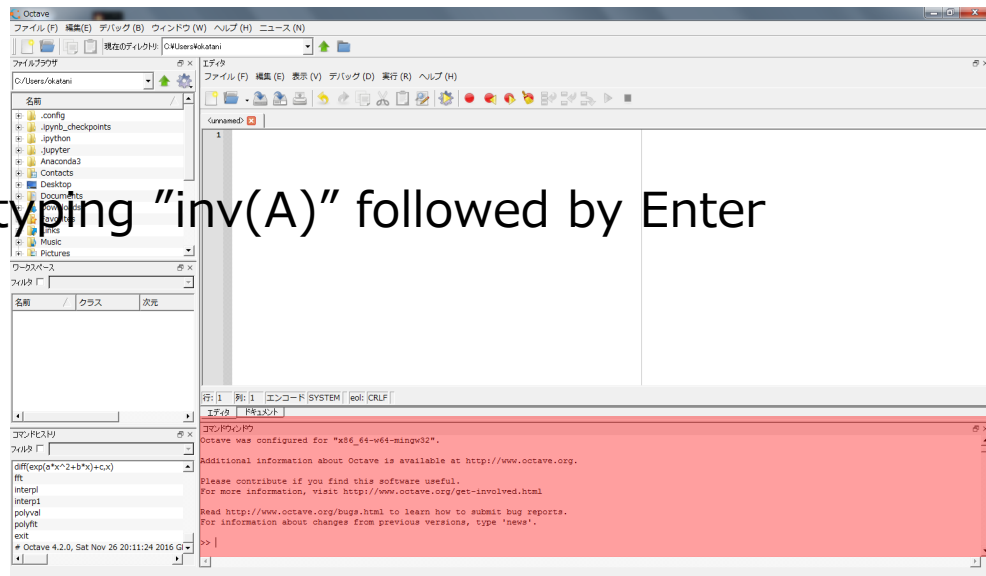 Octave
ファイル (F) 編集(E) デバッグ (B) ウィンドウ (W) ヘルプ (H) ニュース (N)
現在のディレクトリ: C:¥Users¥okatani
ファイルブラウザ
C:/Users/okatani
名前
.config
.ipynb_checkpoints
.ipython
.jupyter
Anaconda3
Contacts
Desktop
Documents
Downloads
Favorites
Links
Music
Pictures
ワークスペース
フィルタ
名前 クラス 次元
コマンドヒストリ
フィルタ
diff(exp(a*x^2+b*x)+c,x)
fft
interpl
interp1
polyval
polyfit
exit
# Octave 4.2.0, Sat Nov 26 20:11:24 2016 G
エディタ
ファイル (F) 編集 (E) 表示 (V) デバッグ (D) 実行 (R) ヘルプ (H)
<unnamed>
1
typing "inv(A)" followed by Enter
行: 1 列: 1 エンコード SYSTEM eol: CRLF
エディタ ドキュメント
コマンドウィンドウ
Octave was configured for "x86_64-w64-mingw32".
Additional information about Octave is available at http://www.octave.org.
Please contribute if you find this software useful.
For more information, visit http://www.octave.org/get-involved.html
Read http://www.octave.org/bugs.html to learn how to submit bug reports.
For information about changes from previous versions, type 'news'.
>>